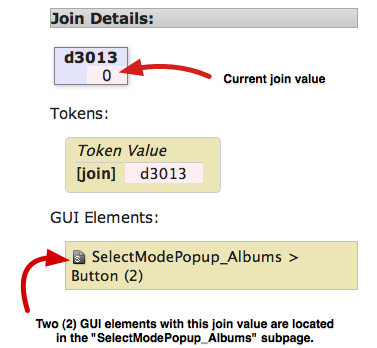 Join Details:
d3013
0
Current join value
Tokens:
Token Value
[join] d3013
GUI Elements:
SelectModePopup_Albums >
Button (2)
Two (2) GUI elements with this join value are located
in the "SelectModePopup_Albums" subpage.